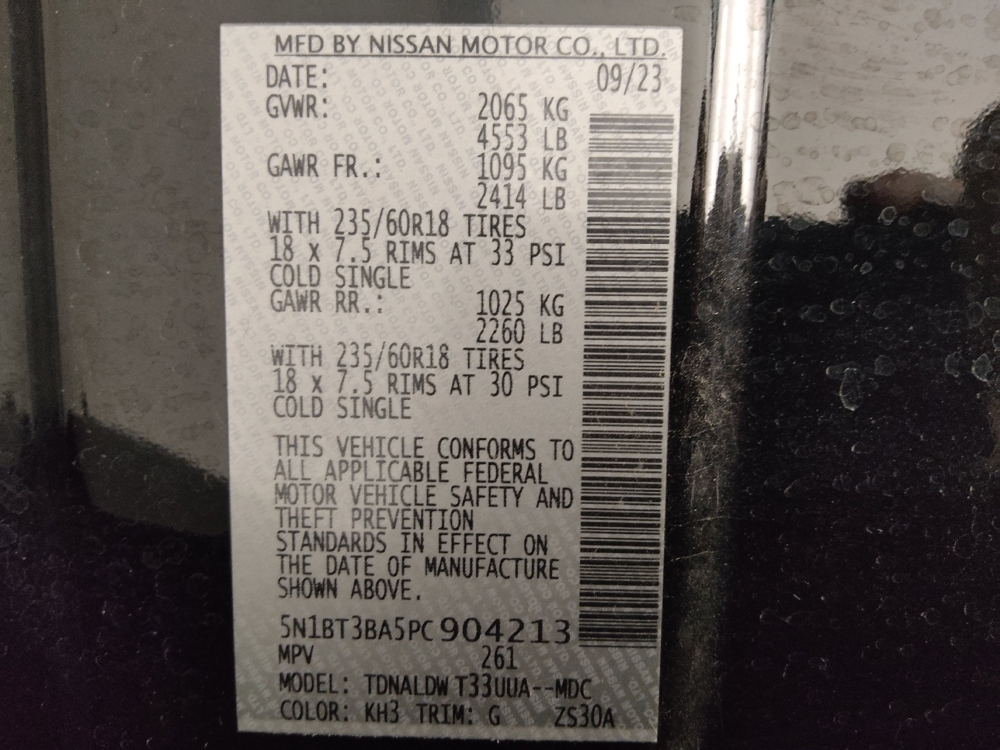 MFD BY NISSAN MOTOR CO., LTD.
DATE: 09/23
GVWR: 2065 KG
4553 LB
GAWR FR.: 1095 KG
2414 LB
WITH 235/60R18 TIRES
18 x 7.5 RIMS AT 33 PSI
COLD SINGLE
GAWR RR.: 1025 KG
2260 LB
WITH 235/60R18 TIRES
18 x 7.5 RIMS AT 30 PSI
COLD SINGLE
THIS VEHICLE CONFORMS TO
ALL APPLICABLE FEDERAL
MOTOR VEHICLE SAFETY AND
THEFT PREVENTION
STANDARDS IN EFFECT ON
THE DATE OF MANUFACTURE
SHOWN ABOVE.
5N1BT3BA5PC904213
MPV 261
MODEL: TDNALDWT33UUA--MDC
COLOR: KH3 TRIM: G ZS30A